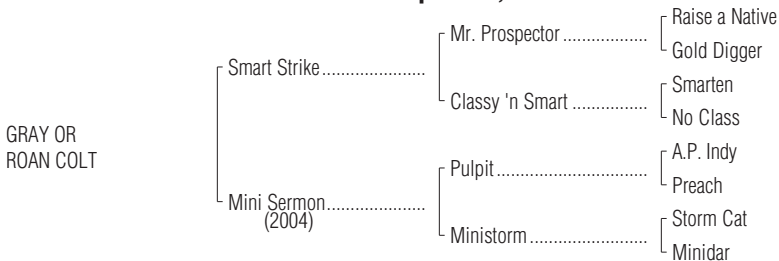 Raise a Native
Mr. Prospector ..................
Gold Digger
Smart Strike......................
Smarten
Classy 'n Smart ................
No Class
GRAY OR
ROAN COLT
A.P. Indy
Pulpit................................
Preach
Mini Sermon.....................
(2004)
Storm Cat
Ministorm .........................
Minidar